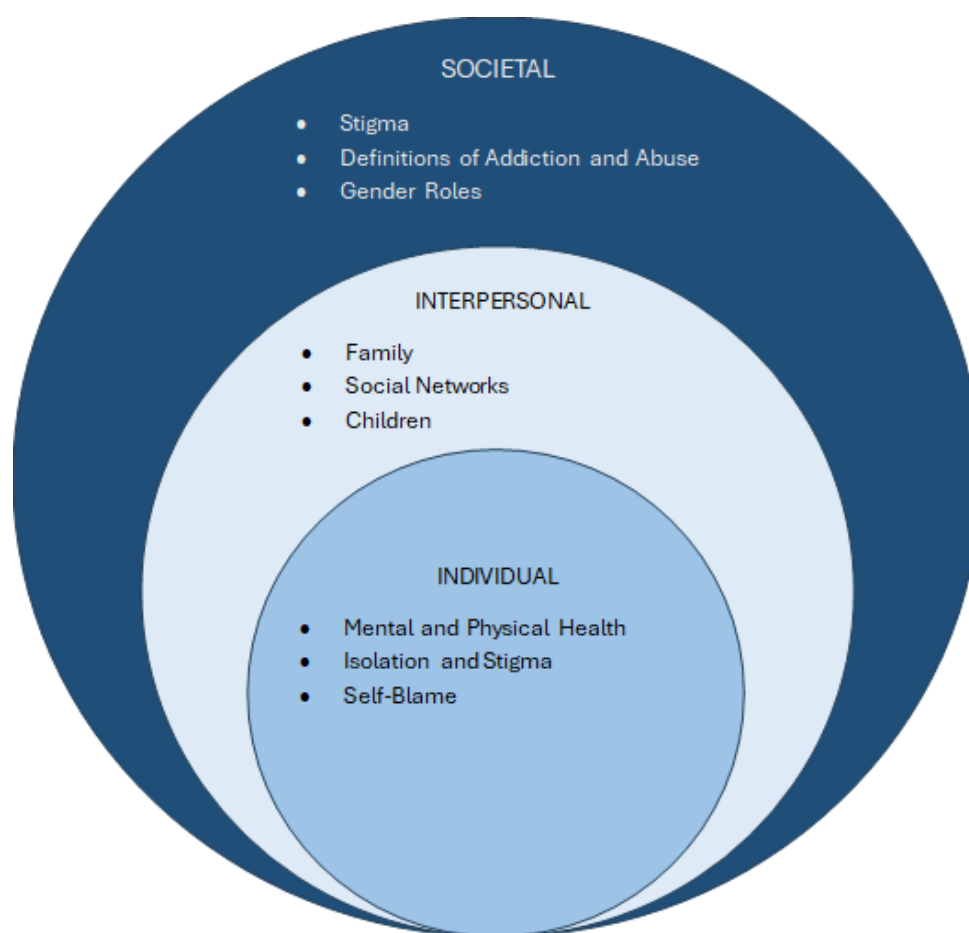 SOCIETAL
• Stigma
• Definitions of Addiction and Abuse
• Gender Roles
INTERPERSONAL
• Family
• Social Networks
• Children
INDIVIDUAL
• Mental and Physical Health
• Isolation and Stigma
• Self-Blame